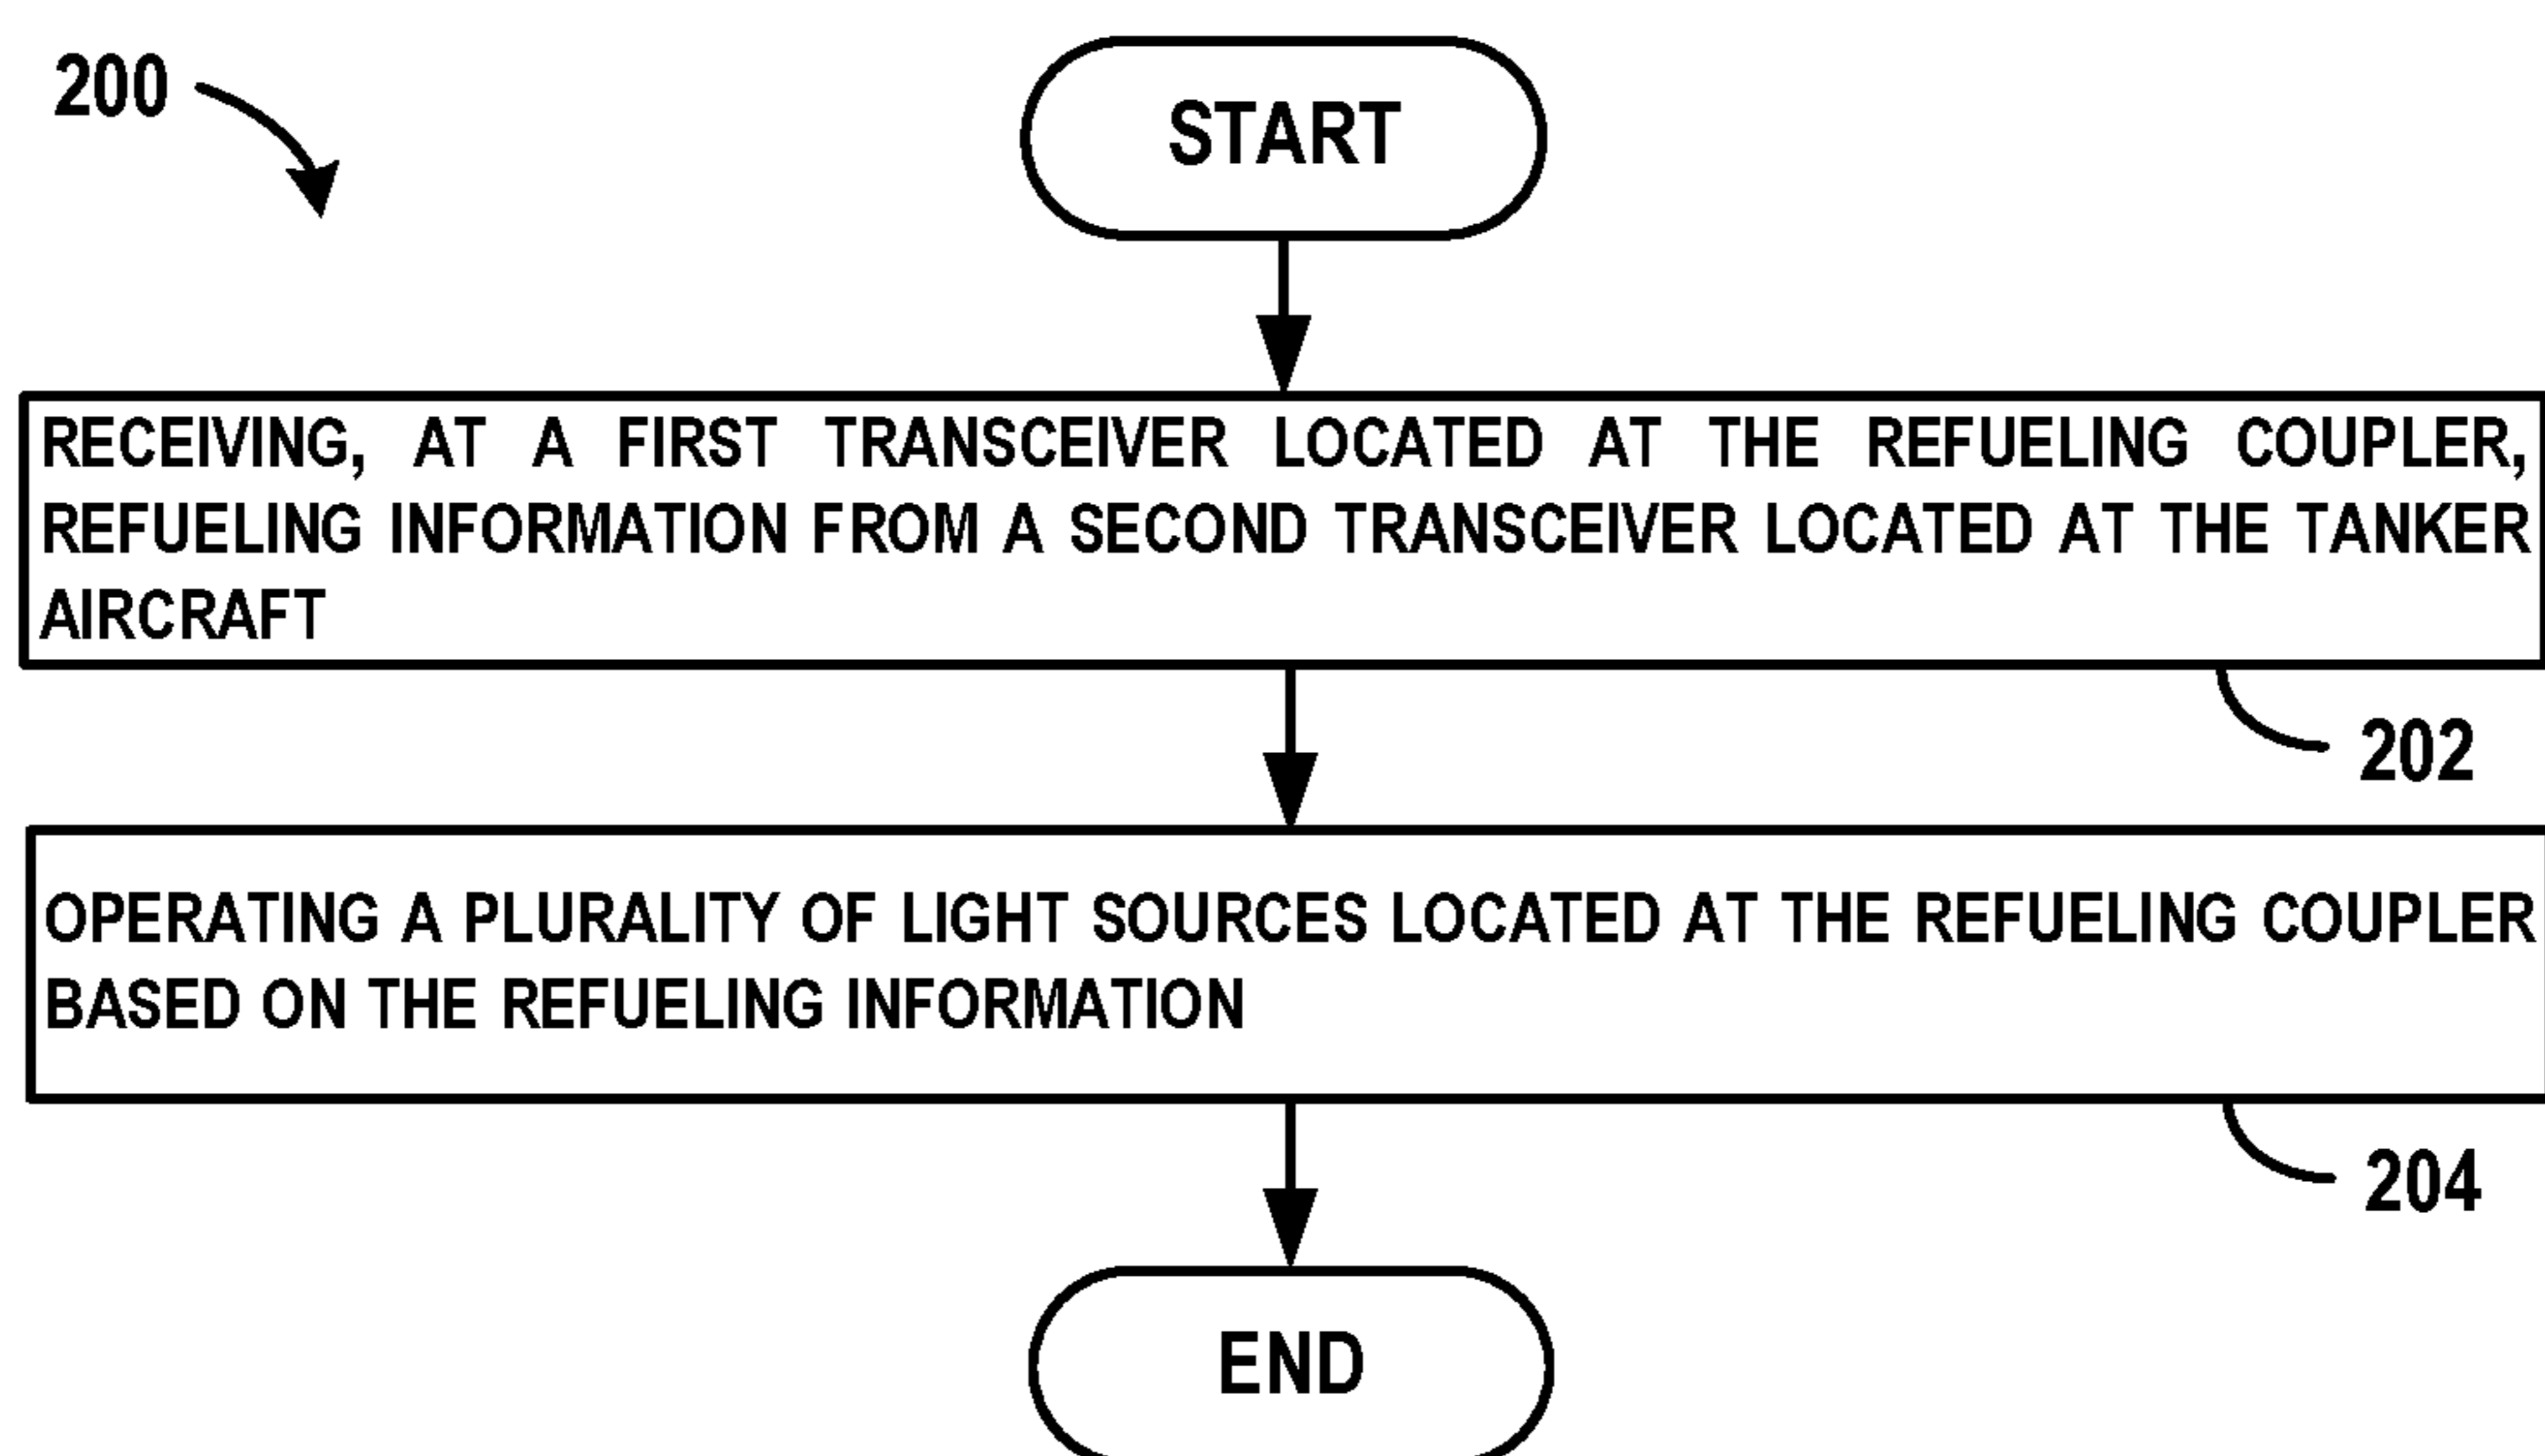 200
START
RECEIVING, AT A FIRST TRANSCEIVER LOCATED AT THE REFUELING COUPLER,
REFUELING INFORMATION FROM A SECOND TRANSCEIVER LOCATED AT THE TANKER
AIRCRAFT
202
OPERATING A PLURALITY OF LIGHT SOURCES LOCATED AT THE REFUELING COUPLER
BASED ON THE REFUELING INFORMATION
204
END